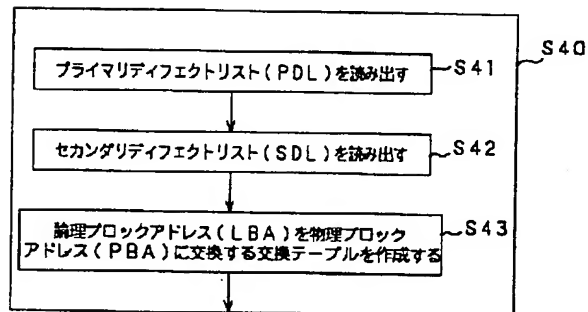 S40
プライマリディフェクトリスト(PDL)を読み出す
S41
セカンダリディフェクトリスト(SDL)を読出す
S42
論理ブロックアドレス(LBA)を物理ブロック
アドレス(PBA)に交換する交換テーブルを作成する
S43